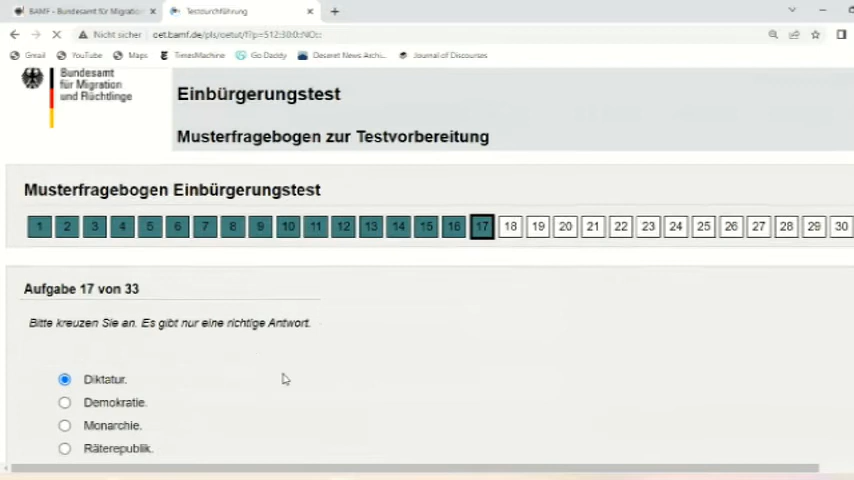 BAMF - Bundesamt für Migratio
Testdurchführung
Nicht sicher
oet.bamf.de/pls/oetut/f?p=512:30:0::NO::
Gmail
YouTube
Maps
TimesMachine
Go Daddy
Deseret News Archi...
Journal of Discourses
Bundesamt
für Migration
und Flüchtlinge
Einbürgerungstest
Musterfragebogen zur Testvorbereitung
Musterfragebogen Einbürgerungstest
1 2 3 4 5 6 7 8 9 10 11 12 13 14 15 16 17 18 19 20 21 22 23 24 25 26 27 28 29 30
Aufgabe 17 von 33
Bitte kreuzen Sie an. Es gibt nur eine richtige Antwort.
Diktatur.
Demokratie.
Monarchie.
Räterepublik.